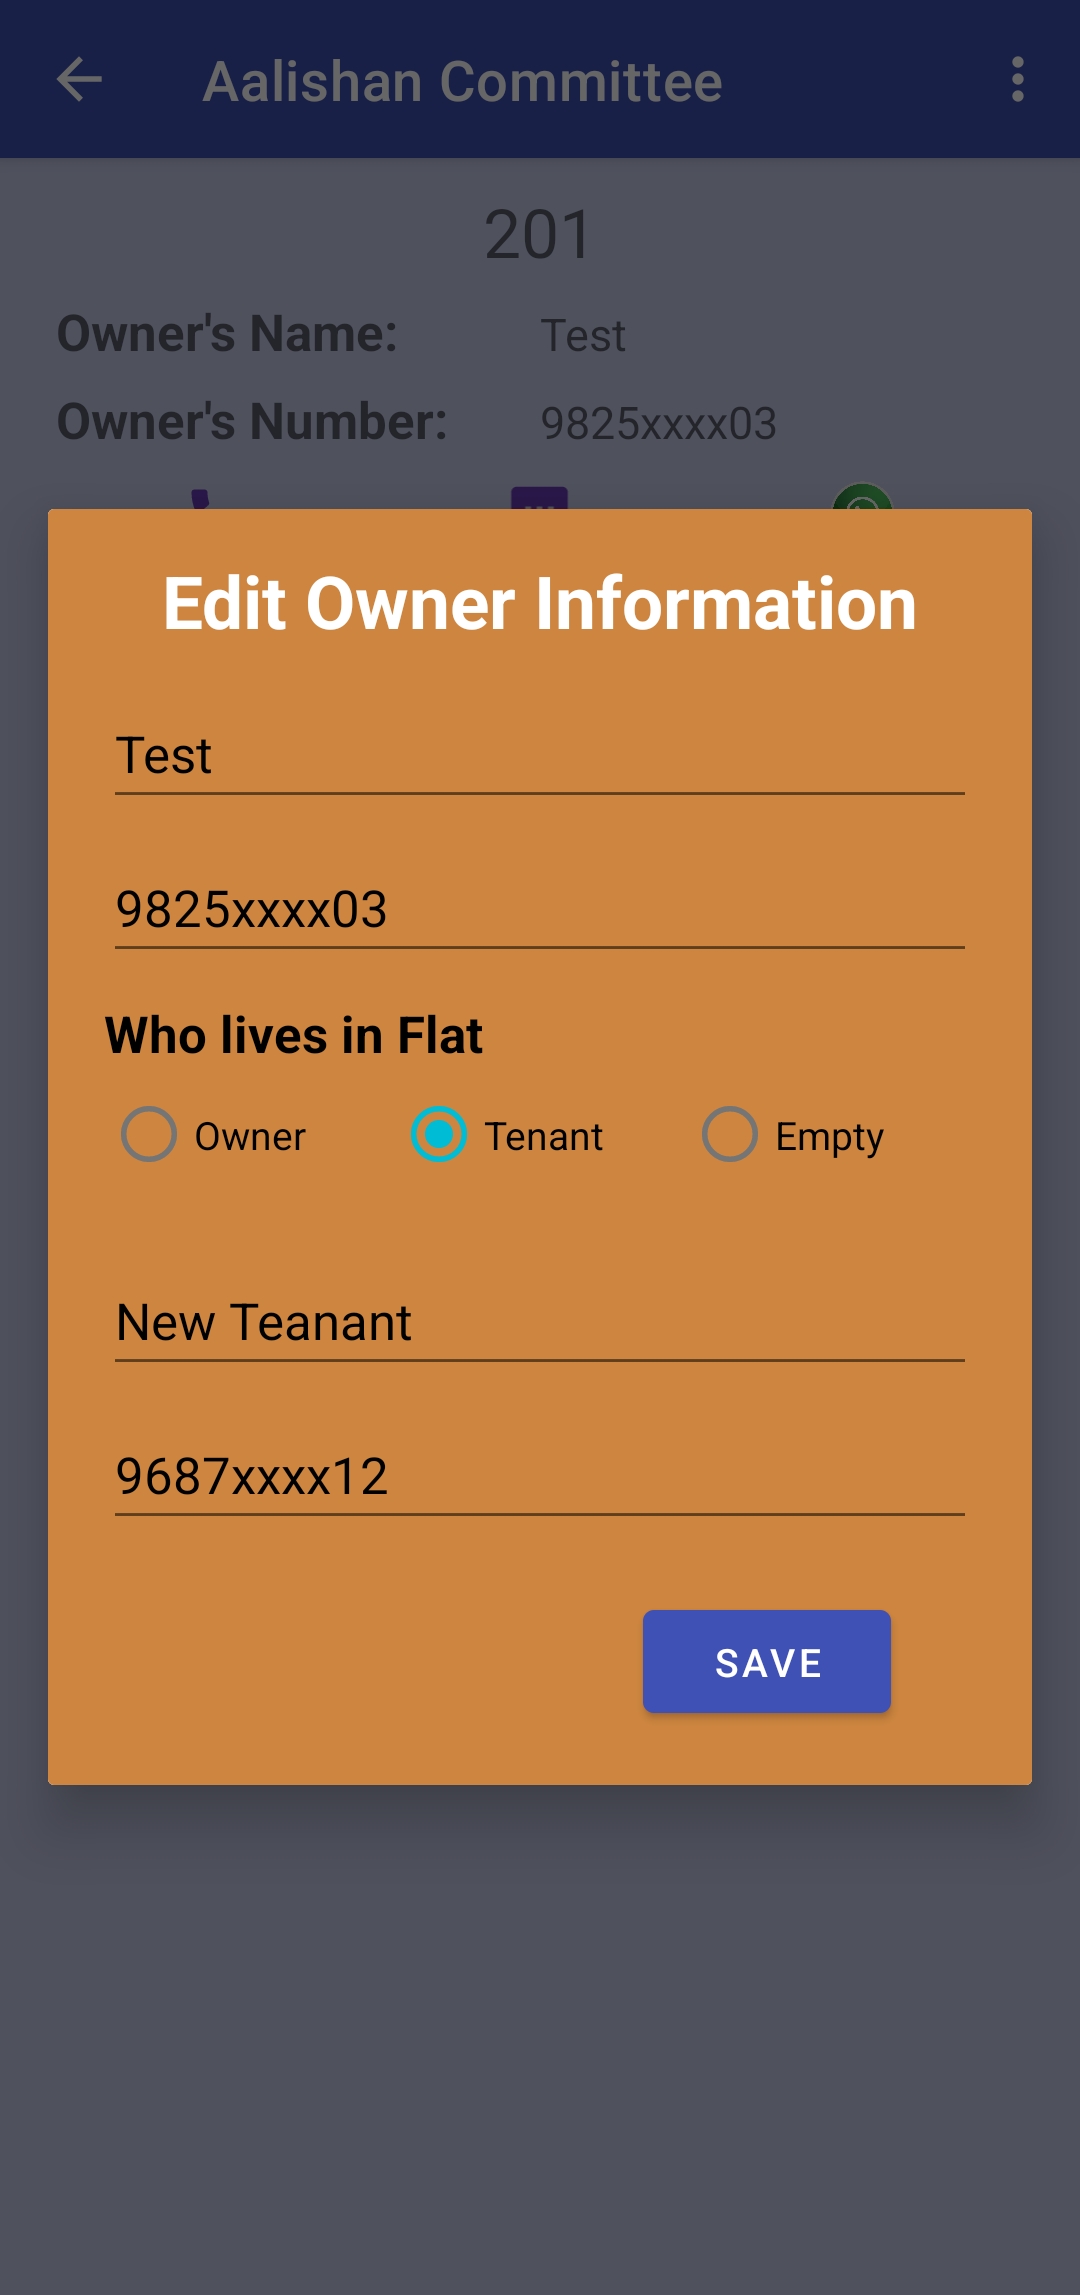 Aalishan Committee
201
Owner's Name: Test
Owner's Number: 9825xxxx03
Edit Owner Information
Test
9825xxxx03
Who lives in Flat
Owner Tenant Empty
New Teanant
9687xxxx12
SAVE